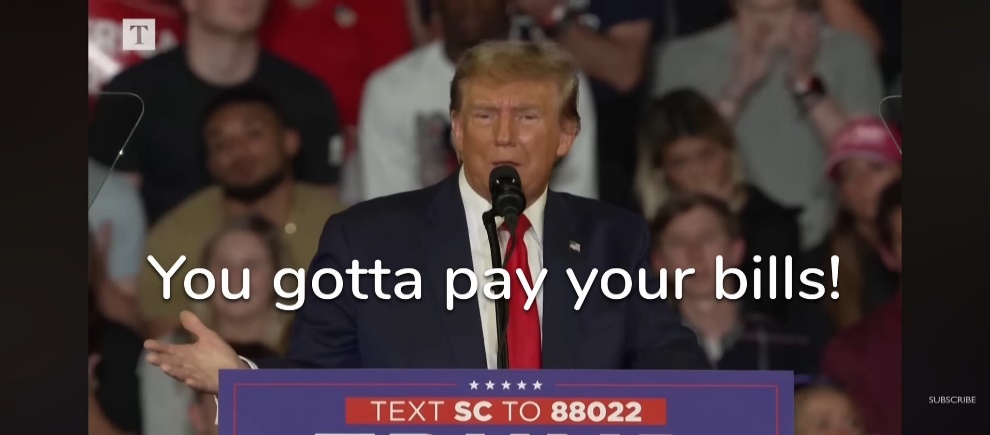 T
You gotta pay your bills!
TEXT SC TO 88022
SUBSCRIBE